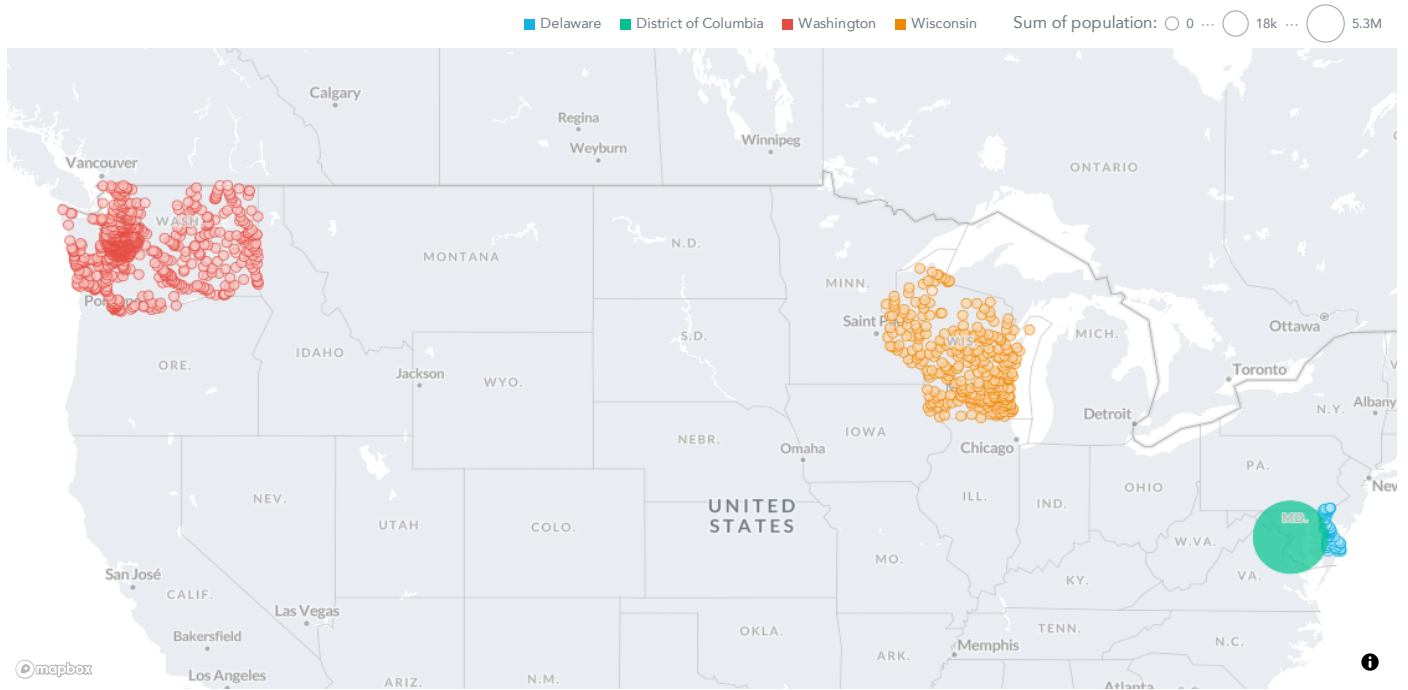 Delaware District of Columbia Washington Wisconsin Sum of population: 0 ··· 18k ··· 5.3M
Calgary
Regina
Winnipeg
Weyburn
Vancouver
ONTARIO
WASH.
N.D.
MONTANA
MINN.
Ottawa
Saint P
MICH.
S.D.
WIS.
IDAHO
ORE.
Toronto
Jackson
WYO.
Albany
N.Y.
Detroit
IOWA
NEBR.
Omaha
Chicago
PA.
New
OHIO
NEV.
ILL.
IND.
UNITED
STATES
MD.
UTAH
COLO.
W.VA.
MO.
San José
VA.
KY.
CALIF.
Las Vegas
TENN.
OKLA.
Bakersfield
N.C.
Memphis
ARK.
mapbox
Los Angeles
ARIZ.
N.M.
Atlanta